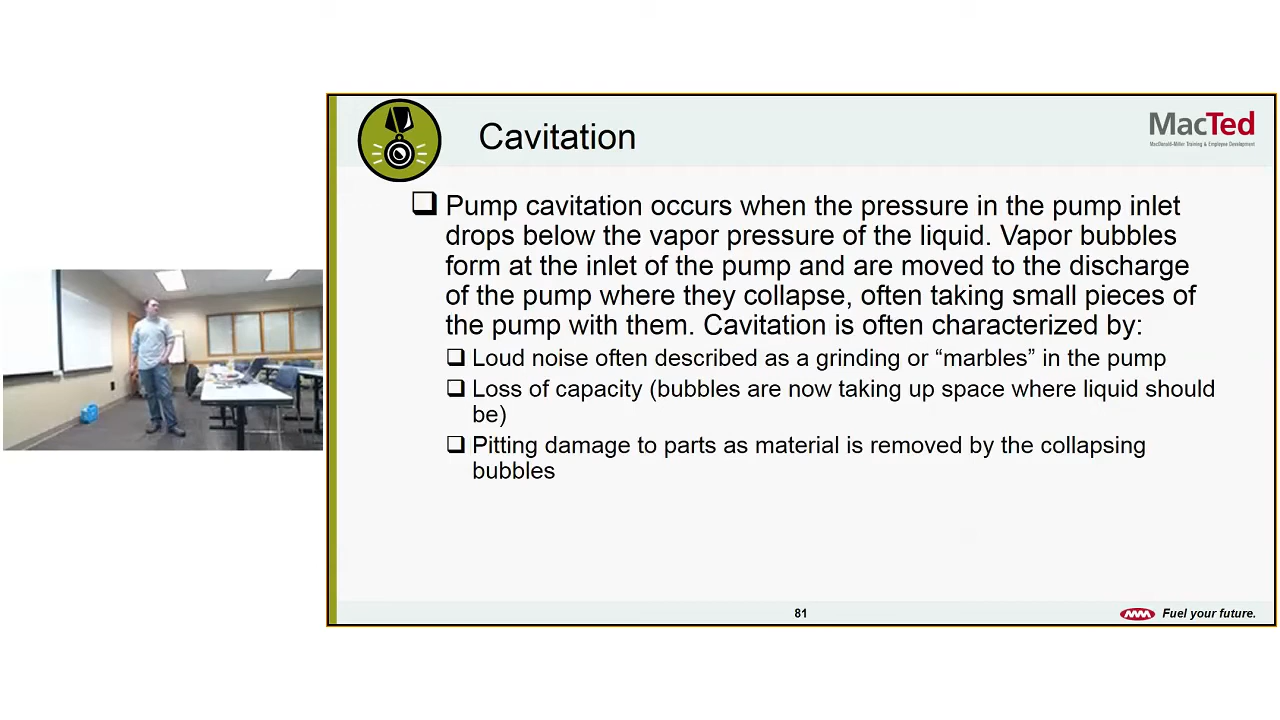 Cavitation
MacTed
MacDonald-Miller Training & Employee Development
Pump cavitation occurs when the pressure in the pump inlet
drops below the vapor pressure of the liquid. Vapor bubbles
form at the inlet of the pump and are moved to the discharge
of the pump where they collapse, often taking small pieces of
the pump with them. Cavitation is often characterized by:
Loud noise often described as a grinding or “marbles” in the pump
Loss of capacity (bubbles are now taking up space where liquid should
be)
Pitting damage to parts as material is removed by the collapsing
bubbles
81
Fuel your future.